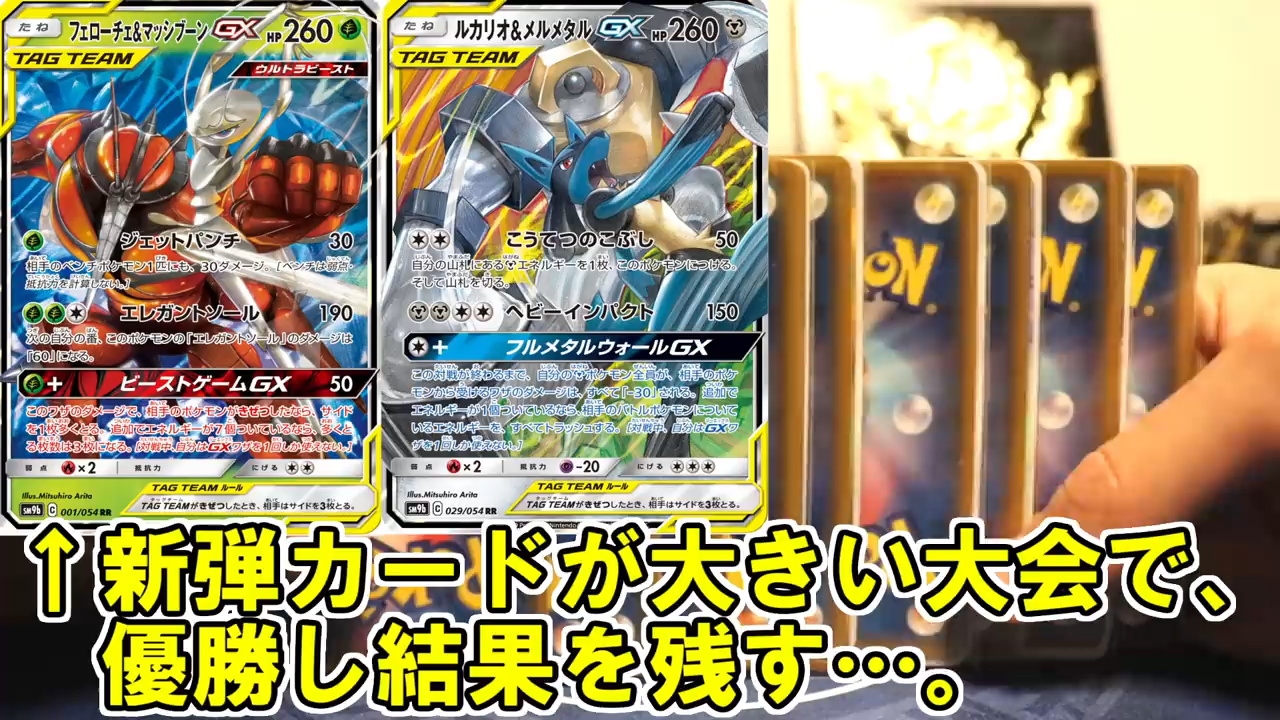 たね フェローチェ&マッシブーンGX HP260
TAG TEAM
ウルトラビースト
ジェットパンチ 30
相手のベンチポケモン1匹にも、30ダメージ。[ベンチは弱点・
抵抗力を計算しない。]
エレガントソール 190
次の自分の番、このポケモンの「エレガントソール」のダメージは
「60」になる。
+ ビーストゲームGX 50
このワザのダメージで、相手のポケモンがきぜつしたなら、サイド
を1枚多くとる。追加でエネルギーが7個ついているなら、多くと
る枚数は3枚になる。[対戦中、自分はGXワザを1回しか使えない。]
弱点 ×2 抵抗力 にげる
TAG TEAM ルール
TAG TEAMがきぜつしたとき、相手はサイドを3枚とる。
Illus.Mitsuhiro Arita
sm9b C 001/054 RR
たね ルカリオ&メルメタルGX HP260
TAG TEAM
こうてつのこぶし 50
自分の山札にあるエネルギーを1枚、このポケモンにつける。
そして山札を切る。
ヘビーインパクト 150
+ フルメタルウォールGX
この対戦が終わるまで、自分のポケモン全員が、相手のポケ
モンから受けるワザのダメージは、すべて「-30」される。追加で
エネルギーが1個ついているなら、相手のバトルポケモンについて
いるエネルギーを、すべてトラッシュする。[対戦中、自分はGXワ
ザを1回しか使えない。]
弱点 ×2 抵抗力 -20 にげる
TAG TEAM ルール
TAG TEAMがきぜつしたとき、相手はサイドを3枚とる。
Illus.Mitsuhiro Arita
sm9b C 029/054 RR
↑新弾カードが大きい大会で、
優勝し結果を残す…。